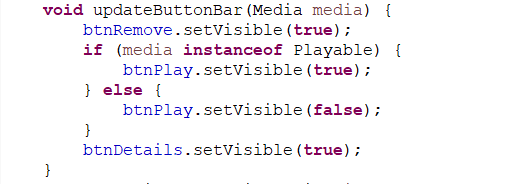 void updateButtonBar(Media media) {
    btnRemove.setVisible(true);
    if (media instanceof Playable) {
        btnPlay.setVisible(true);
    } else {
        btnPlay.setVisible(false);
    }
    btnDetails.setVisible(true);
}